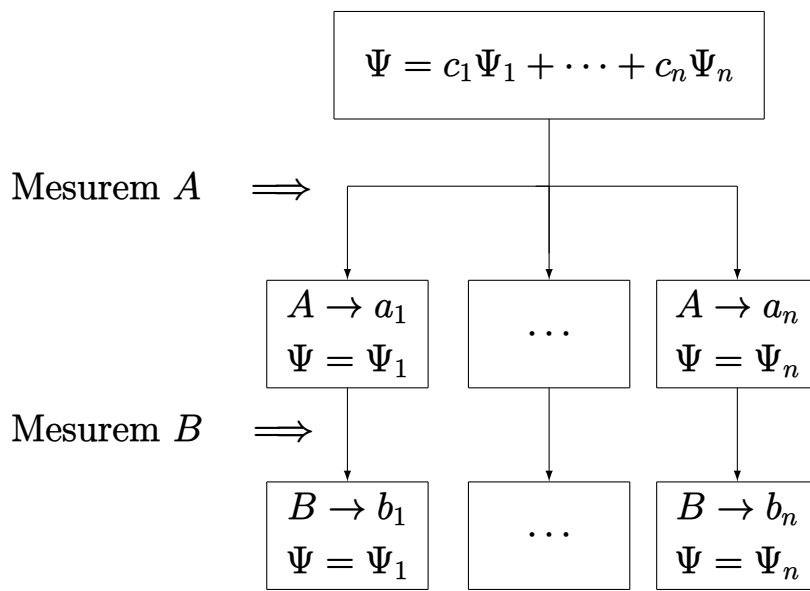 Ψ = c₁Ψ₁ + ⋯ + cₙΨₙ
Mesurem A ⟹
A → a₁
Ψ = Ψ₁
⋯
A → aₙ
Ψ = Ψₙ
Mesurem B ⟹
B → b₁
Ψ = Ψ₁
⋯
B → bₙ
Ψ = Ψₙ